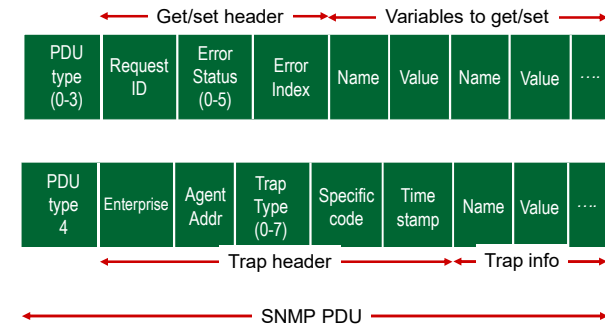 Get/set header
Variables to get/set
PDU
type
(0-3)
Request
ID
Error
Status
(0-5)
Error
Index
Name
Value
Name
Value
....
PDU
type
4
Enterprise
Agent
Addr
Trap
Type
(0-7)
Specific
code
Time
stamp
Name
Value
....
Trap header
Trap info
SNMP PDU